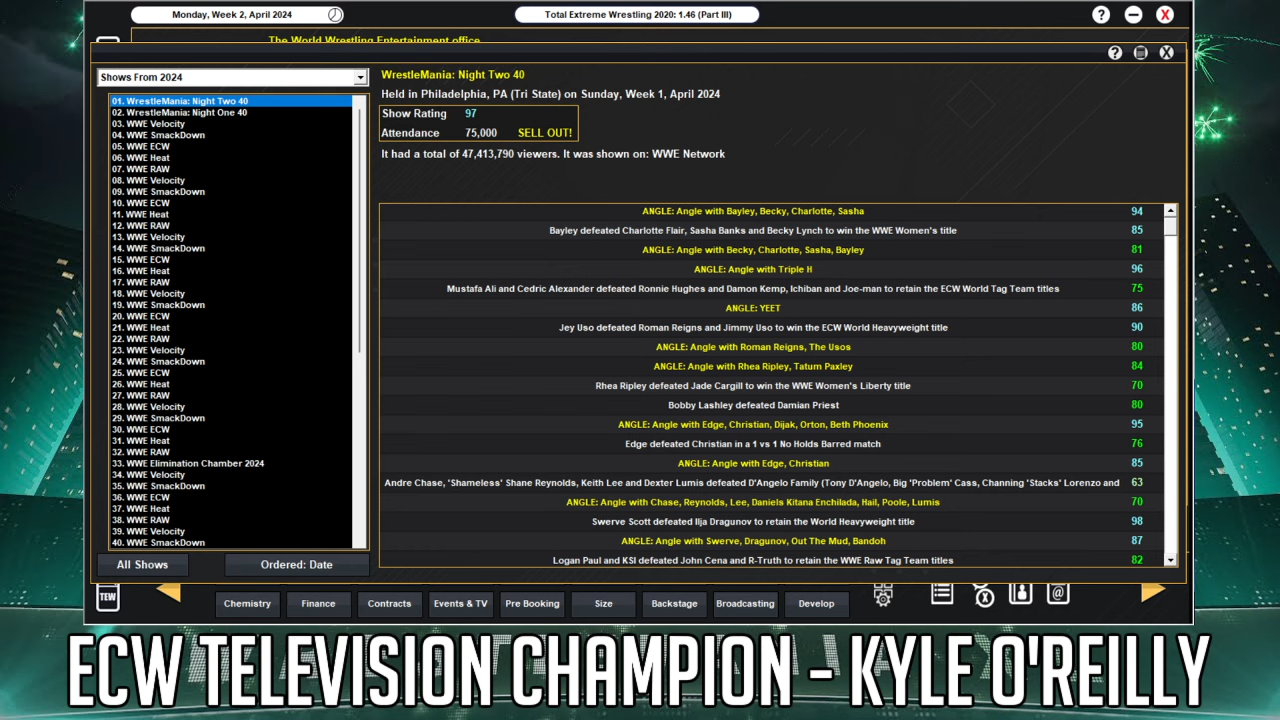 Monday, Week 2, April 2024
Total Extreme Wrestling 2020: 1.46 (Part III)
?
X
The World Wrestling Entertainment office
?
X
Shows From 2024
01. WrestleMania: Night Two 40
02. WrestleMania: Night One 40
03. WWE Velocity
04. WWE SmackDown
05. WWE ECW
06. WWE Heat
07. WWE RAW
08. WWE Velocity
09. WWE SmackDown
10. WWE ECW
11. WWE Heat
12. WWE RAW
13. WWE Velocity
14. WWE SmackDown
15. WWE ECW
16. WWE Heat
17. WWE RAW
18. WWE Velocity
19. WWE SmackDown
20. WWE ECW
21. WWE Heat
22. WWE RAW
23. WWE Velocity
24. WWE SmackDown
25. WWE ECW
26. WWE Heat
27. WWE RAW
28. WWE Velocity
29. WWE SmackDown
30. WWE ECW
31. WWE Heat
32. WWE RAW
33. WWE Elimination Chamber 2024
34. WWE Velocity
35. WWE SmackDown
36. WWE ECW
37. WWE Heat
38. WWE RAW
39. WWE Velocity
40. WWE SmackDown
All Shows
Ordered: Date
WrestleMania: Night Two 40
Held in Philadelphia, PA (Tri State) on Sunday, Week 1, April 2024
Show Rating 97
Attendance 75,000 SELL OUT!
It had a total of 47,413,790 viewers. It was shown on: WWE Network
ANGLE: Angle with Bayley, Becky, Charlotte, Sasha 94
Bayley defeated Charlotte Flair, Sasha Banks and Becky Lynch to win the WWE Women's title 85
ANGLE: Angle with Becky, Charlotte, Sasha, Bayley 81
ANGLE: Angle with Triple H 96
Mustafa Ali and Cedric Alexander defeated Ronnie Hughes and Damon Kemp, Ichiban and Joe-man to retain the ECW World Tag Team titles 75
ANGLE: YEET 86
Jey Uso defeated Roman Reigns and Jimmy Uso to win the ECW World Heavyweight title 90
ANGLE: Angle with Roman Reigns, The Usos 80
ANGLE: Angle with Rhea Ripley, Tatum Paxley 84
Rhea Ripley defeated Jade Cargill to win the WWE Women's Liberty title 70
Bobby Lashley defeated Damian Priest 80
ANGLE: Angle with Edge, Christian, Dijak, Orton, Beth Phoenix 95
Edge defeated Christian in a 1 vs 1 No Holds Barred match 76
ANGLE: Angle with Edge, Christian 85
Andre Chase, 'Shameless' Shane Reynolds, Keith Lee and Dexter Lumis defeated D'Angelo Family (Tony D'Angelo, Big 'Problem' Cass, Channing 'Stacks' Lorenzo and 63
ANGLE: Angle with Chase, Reynolds, Lee, Daniels Kitana Enchilada, Hail, Poole, Lumis 70
Swerve Scott defeated Ilja Dragunov to retain the World Heavyweight title 98
ANGLE: Angle with Swerve, Dragunov, Out The Mud, Bandoh 87
Logan Paul and KSI defeated John Cena and R-Truth to retain the WWE Raw Tag Team titles 82
TEW
Chemistry
Finance
Contracts
Events & TV
Pre Booking
Size
Backstage
Broadcasting
Develop
@
ECW TELEVISION CHAMPION - KYLE O'REILLY